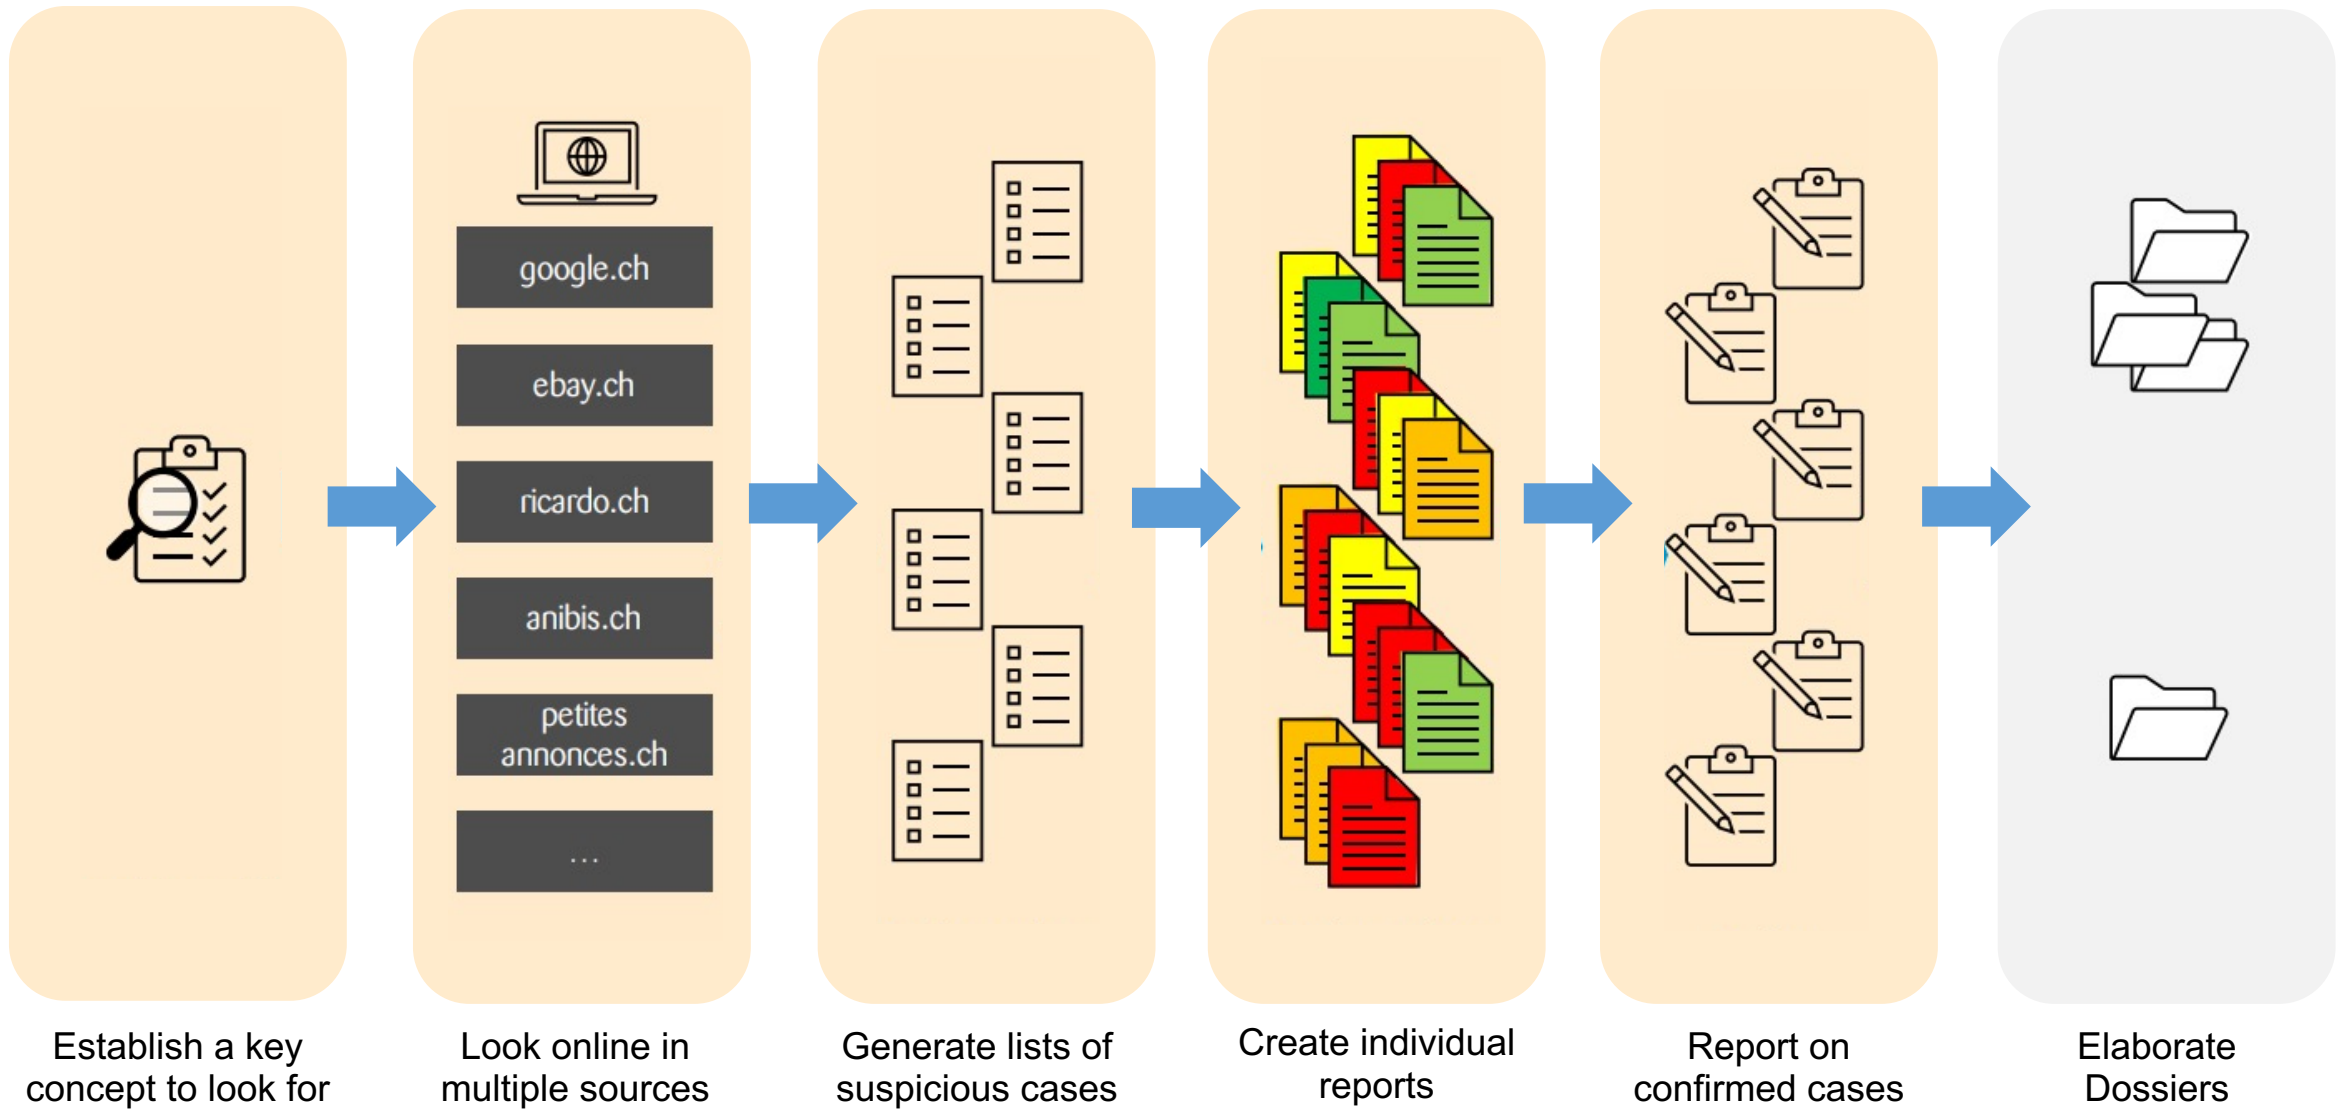 google.ch
ebay.ch
ricardo.ch
anibis.ch
petites
annonces.ch
...
Establish a key
concept to look for
Look online in
multiple sources
Generate lists of
suspicious cases
Create individual
reports
Report on
confirmed cases
Elaborate
Dossiers